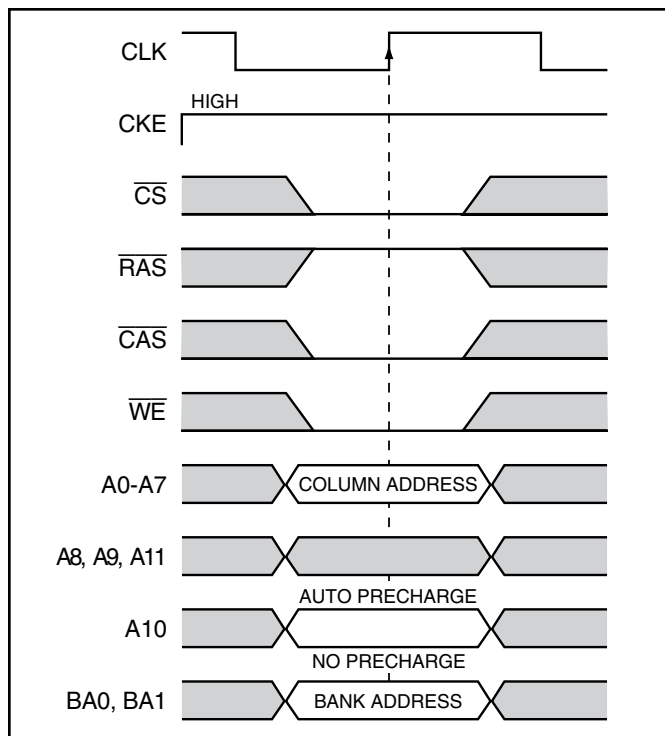 CLK
HIGH
CKE
CS
RAS
CAS
WE
A0-A7 COLUMN ADDRESS
A8, A9, A11
AUTO PRECHARGE
A10
NO PRECHARGE
BA0, BA1 BANK ADDRESS